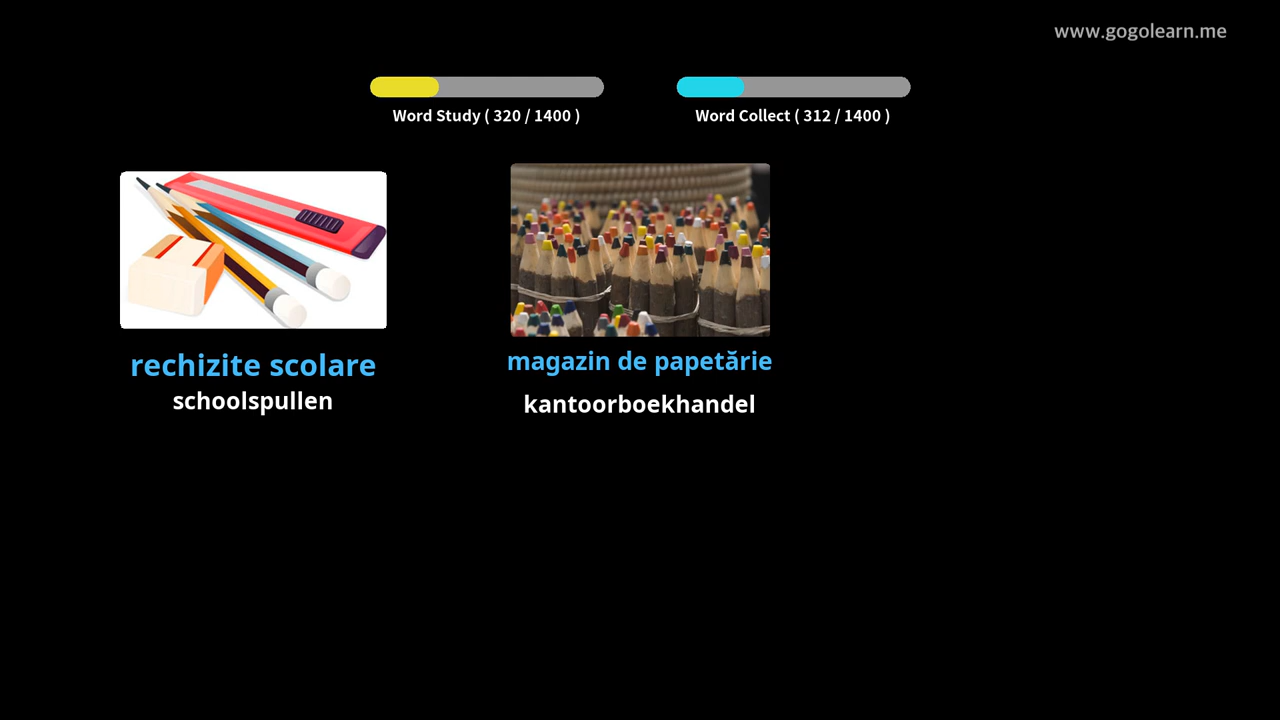 www.gogolearn.me
Word Study ( 320 / 1400 )
Word Collect ( 312 / 1400 )
rechizite scolare
schoolspullen
magazin de papetărie
kantoorboekhandel